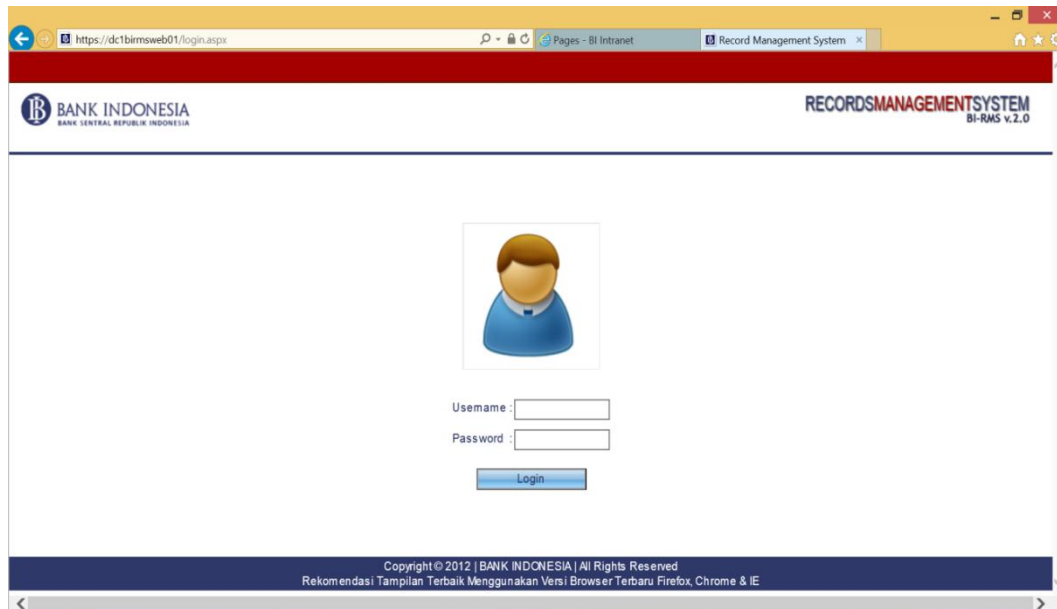 https://dc1birmsweb01/login.aspx
Pages - BI Intranet
Record Management System
BANK INDONESIA
BANK SENTRAL REPUBLIK INDONESIA
RECORDSMANAGEMENTSYSTEM
BI-RMS v.2.0
Username :
Password :
Login
Copyright © 2012 | BANK INDONESIA | All Rights Reserved
Rekomendasi Tampilan Terbaik Menggunakan Versi Browser Terbaru Firefox, Chrome & IE